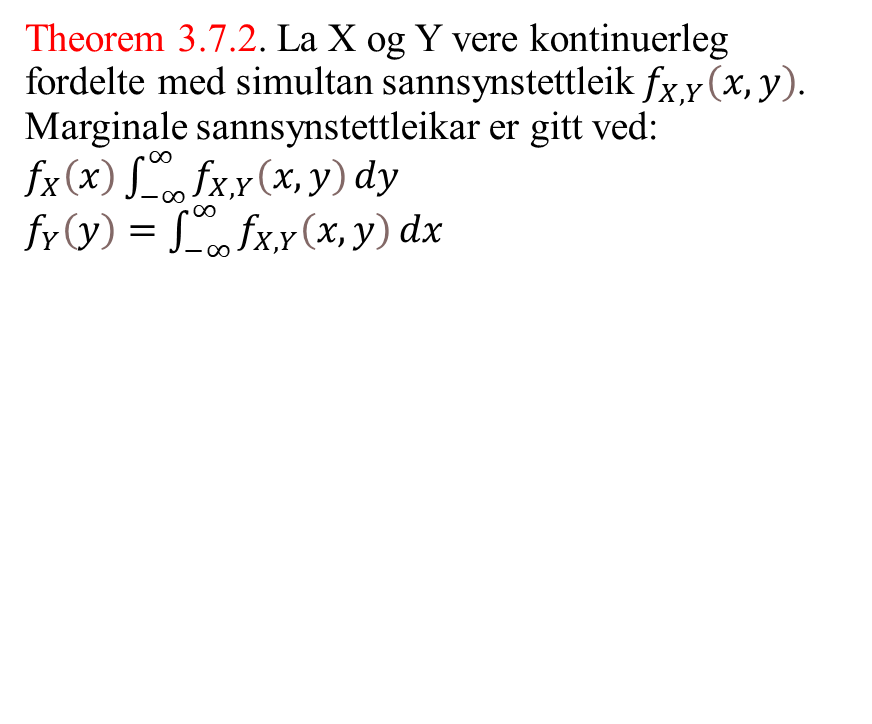 Theorem 3.7.2. La X og Y vere kontinuerleg
fordelte med simultan sannsynstettleik $f_{X,Y}(x, y)$.
Marginale sannsynstettleikar er gitt ved:
$f_X(x) \int_{-\infty}^{\infty} f_{X,Y}(x, y) \, dy$
$f_Y(y) = \int_{-\infty}^{\infty} f_{X,Y}(x, y) \, dx$